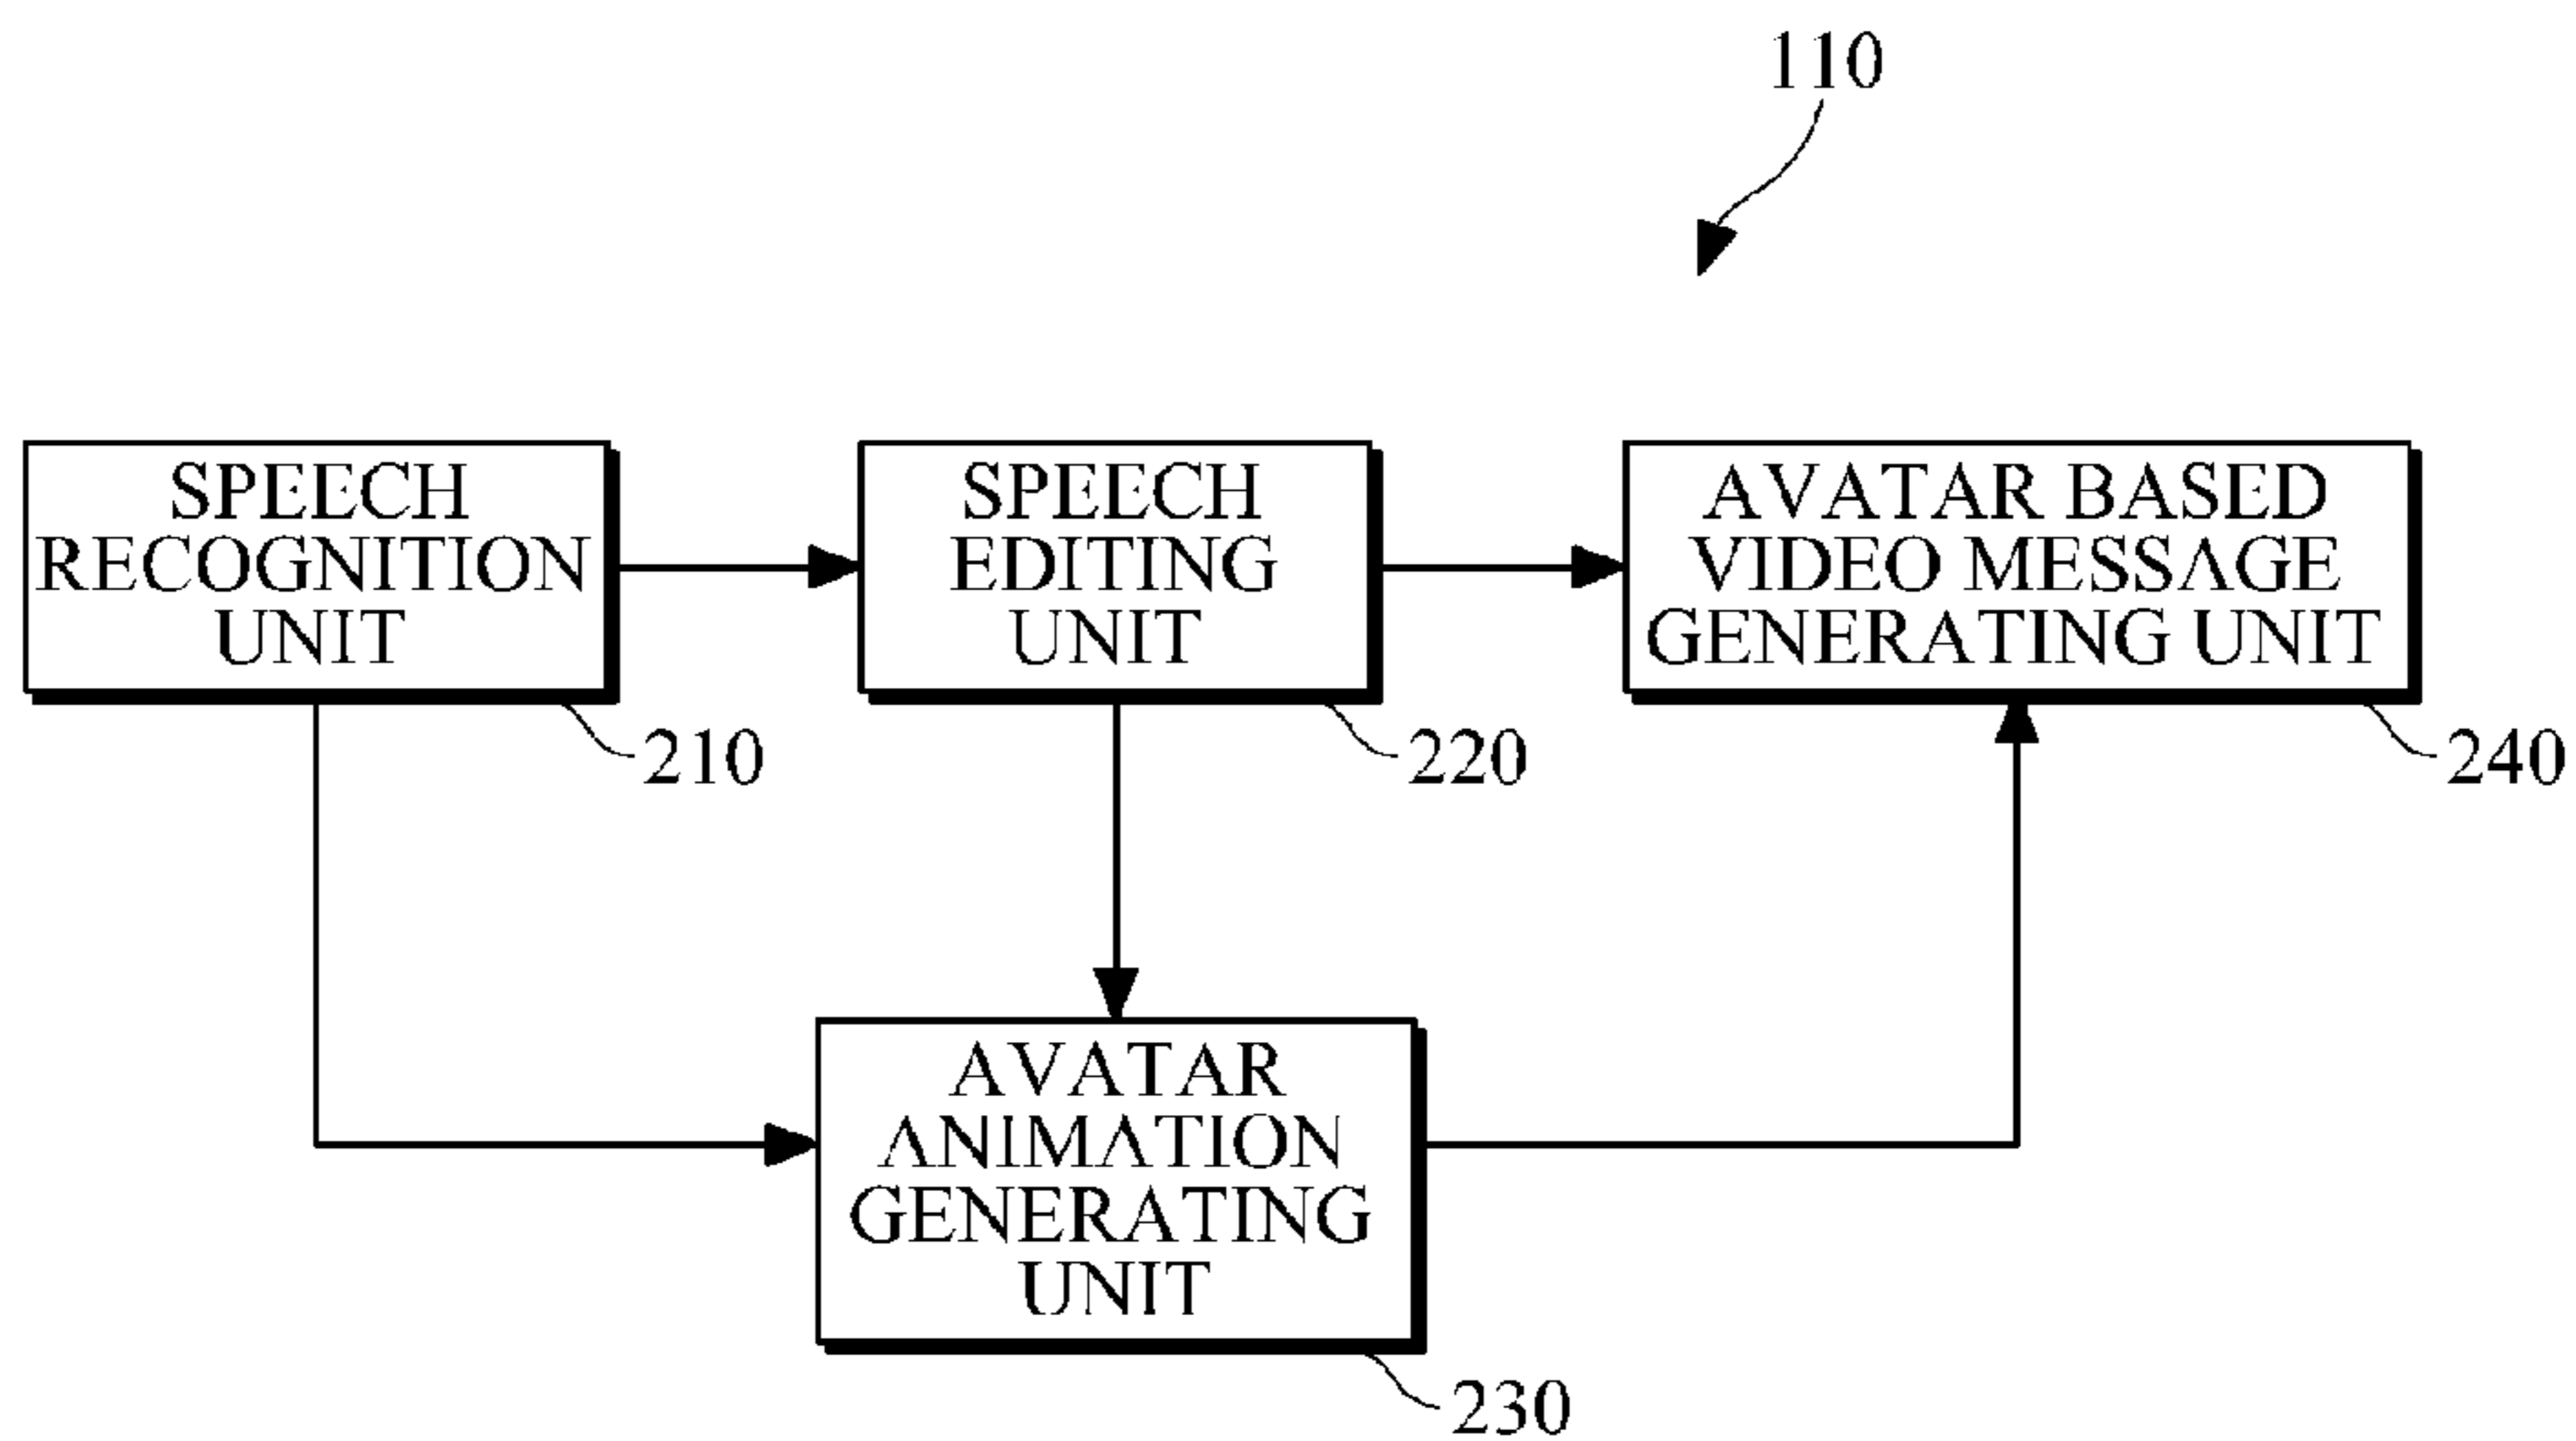 110
SPEECH
RECOGNITION
UNIT
210
SPEECH
EDITING
UNIT
220
AVATAR BASED
VIDEO MESSAGE
GENERATING UNIT
240
AVATAR
ANIMATION
GENERATING
UNIT
230